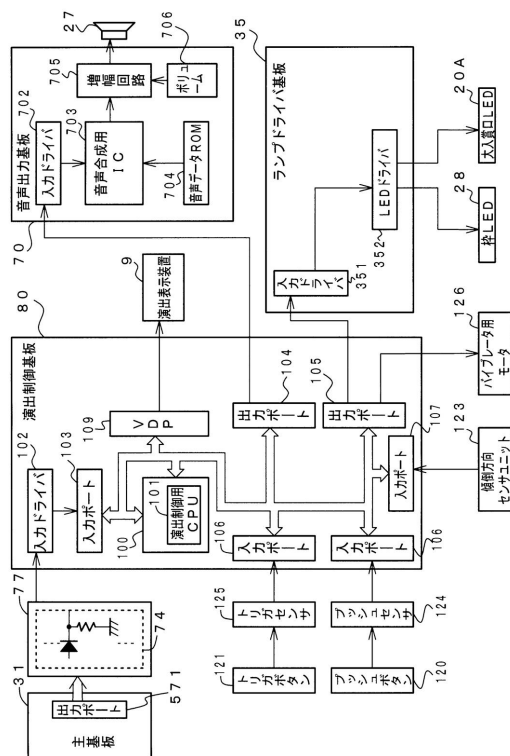 31
主基板
出力ポート
571
77
74
演出制御基板
80
102
入力ドライバ
103
入力ポート
109
VDP
100
101
演出制御用
CPU
106
入力ポート
106
入力ポート
出力ポート
104
出力ポート
105
入力ポート
107
9
演出表示装置
121
トリガボタン
125
トリガセンサ
120
プッシュボタン
124
プッシュセンサ
傾倒方向
センサユニット
123
バイブレータ用
モータ
126
音声出力基板
70
702
入力ドライバ
703
音声合成用
IC
704
音声データROM
705
増幅回路
706
ボリュ
ーム
27
35
ランプドライバ基板
351
入力ド
ライバ
352
LEDドライバ
枠LED
28
大入賞口LED
20A